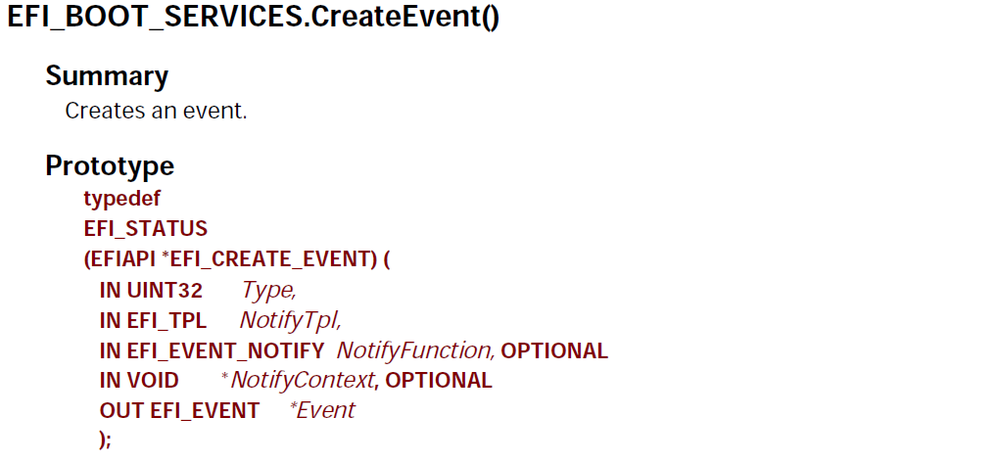 EFI_BOOT_SERVICES.CreateEvent()
Summary
Creates an event.
Prototype
typedef
EFI_STATUS
(EFIAPI *EFI_CREATE_EVENT) (
IN UINT32 Type,
IN EFI_TPL NotifyTpl,
IN EFI_EVENT_NOTIFY NotifyFunction, OPTIONAL
IN VOID *NotifyContext, OPTIONAL
OUT EFI_EVENT *Event
);